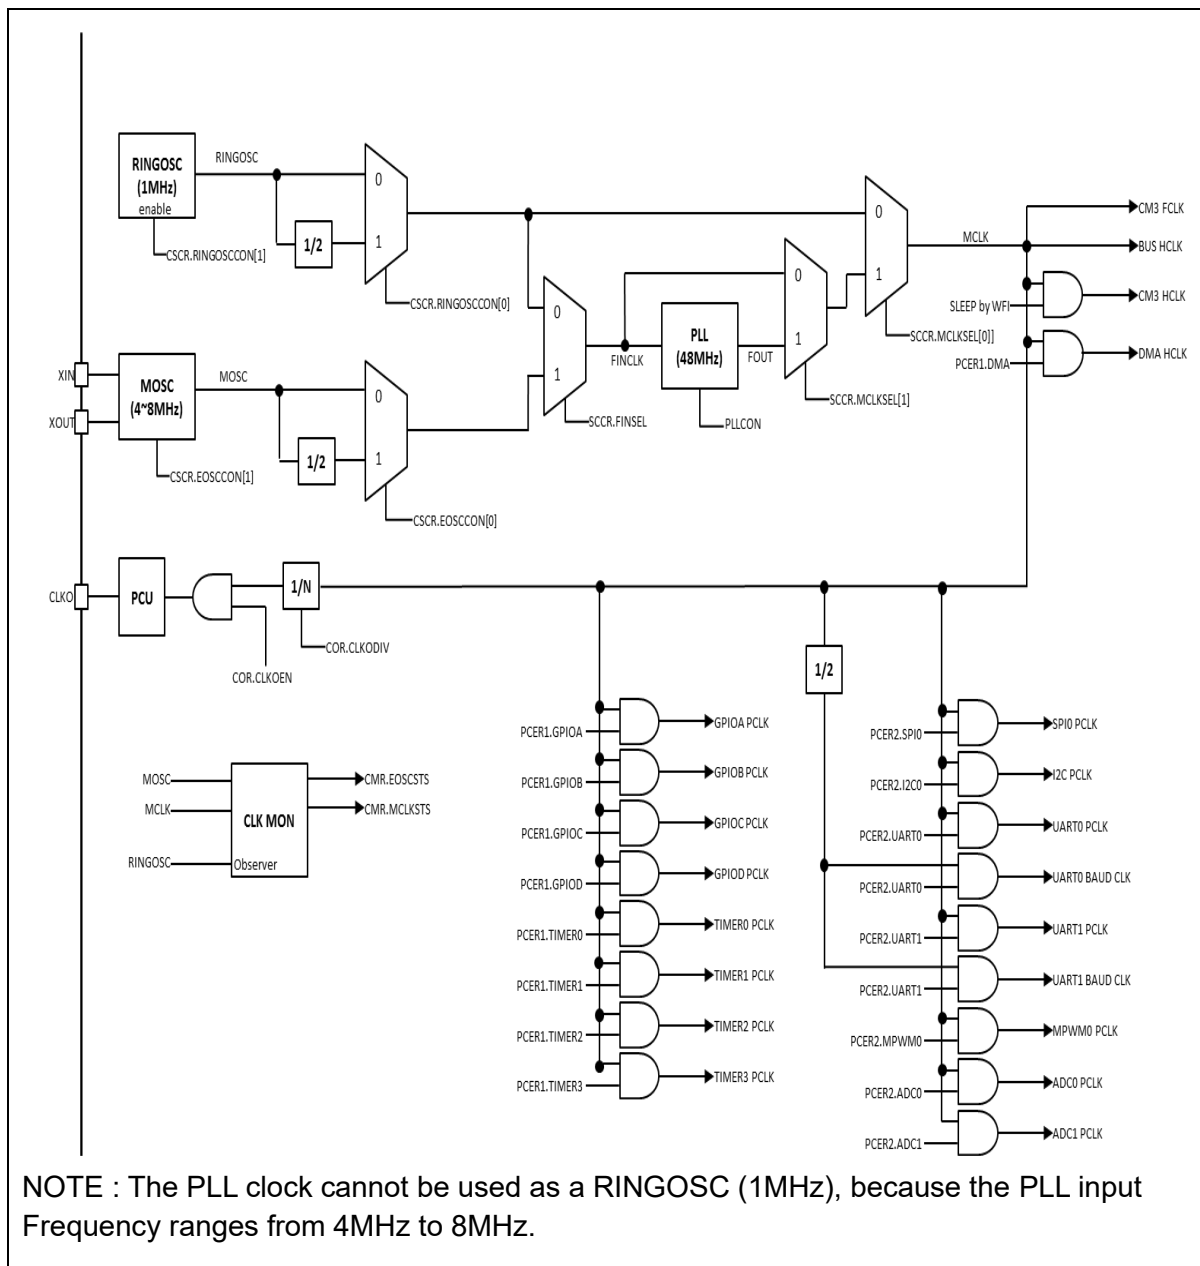 RINGOSC
(1MHz)
enable
RINGOSC
0
1
1/2
CSCR.RINGOSCCON[1]
CSCR.RINGOSCCON[0]
0
1
MCLK
CM3 FCLK
BUS HCLK
SLEEP by WFI
CM3 HCLK
PCER1.DMA
DMA HCLK
SCCR.MCLKSEL[0]]
XIN
XOUT
MOSC
(4~8MHz)
MOSC
0
1
1/2
CSCR.EOSCCON[1]
CSCR.EOSCCON[0]
0
1
SCCR.FINSEL
FINCLK
PLL
(48MHz)
PLLCON
FOUT
0
1
SCCR.MCLKSEL[1]
CLKO
PCU
1/N
COR.CLKODIV
COR.CLKOEN
1/2
MOSC
MCLK
RINGOSC
CLK MON
Observer
CMR.EOSCSTS
CMR.MCLKSTS
PCER1.GPIOA
GPIOA PCLK
PCER1.GPIOB
GPIOB PCLK
PCER1.GPIOC
GPIOC PCLK
PCER1.GPIOD
GPIOD PCLK
PCER1.TIMER0
TIMER0 PCLK
PCER1.TIMER1
TIMER1 PCLK
PCER1.TIMER2
TIMER2 PCLK
PCER1.TIMER3
TIMER3 PCLK
PCER2.SPI0
SPI0 PCLK
PCER2.I2C0
I2C PCLK
PCER2.UART0
UART0 PCLK
PCER2.UART0
UART0 BAUD CLK
PCER2.UART1
UART1 PCLK
PCER2.UART1
UART1 BAUD CLK
PCER2.MPWM0
MPWM0 PCLK
PCER2.ADC0
ADC0 PCLK
PCER2.ADC1
ADC1 PCLK
NOTE : The PLL clock cannot be used as a RINGOSC (1MHz), because the PLL input
Frequency ranges from 4MHz to 8MHz.